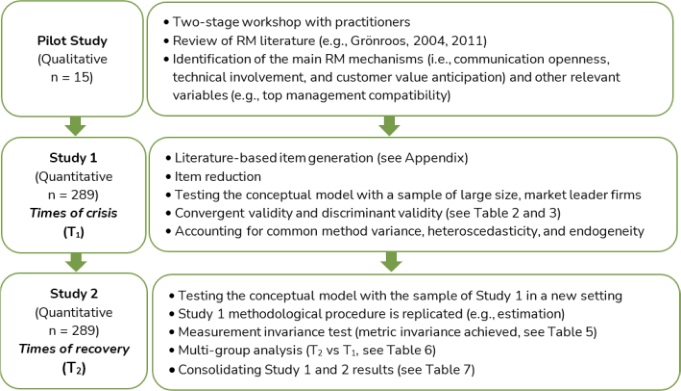 Pilot Study
(Qualitative
n = 15)
• Two-stage workshop with practitioners
• Review of RM literature (e.g., Grönroos, 2004, 2011)
• Identification of the main RM mechanisms (i.e., communication openness,
technical involvement, and customer value anticipation) and other relevant
variables (e.g., top management compatibility)
Study 1
(Quantitative
n = 289)
Times of crisis
(T₁)
• Literature-based item generation (see Appendix)
• Item reduction
• Testing the conceptual model with a sample of large size, market leader firms
• Convergent validity and discriminant validity (see Table 2 and 3)
• Accounting for common method variance, heteroscedasticity, and endogeneity
Study 2
(Quantitative
n = 289)
Times of recovery
(T₂)
• Testing the conceptual model with the sample of Study 1 in a new setting
• Study 1 methodological procedure is replicated (e.g., estimation)
• Measurement invariance test (metric invariance achieved, see Table 5)
• Multi-group analysis (T₂ vs T₁, see Table 6)
• Consolidating Study 1 and 2 results (see Table 7)